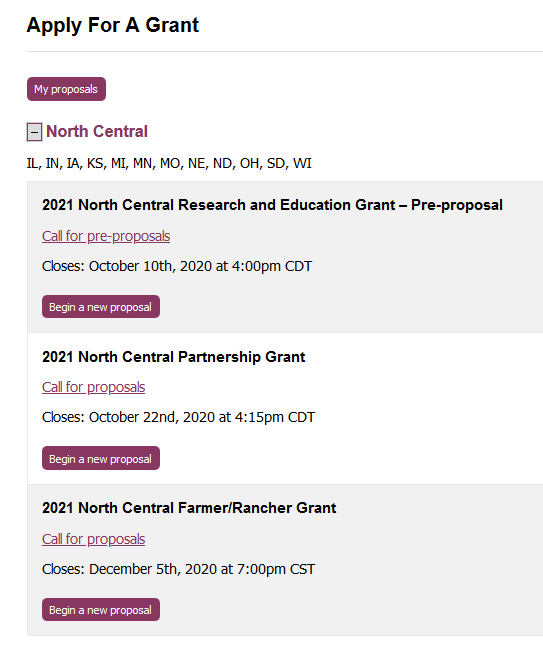 Apply For A Grant
My proposals
− North Central
IL, IN, IA, KS, MI, MN, MO, NE, ND, OH, SD, WI
2021 North Central Research and Education Grant – Pre-proposal
Call for pre-proposals
Closes: October 10th, 2020 at 4:00pm CDT
Begin a new proposal
2021 North Central Partnership Grant
Call for proposals
Closes: October 22nd, 2020 at 4:15pm CDT
Begin a new proposal
2021 North Central Farmer/Rancher Grant
Call for proposals
Closes: December 5th, 2020 at 7:00pm CST
Begin a new proposal